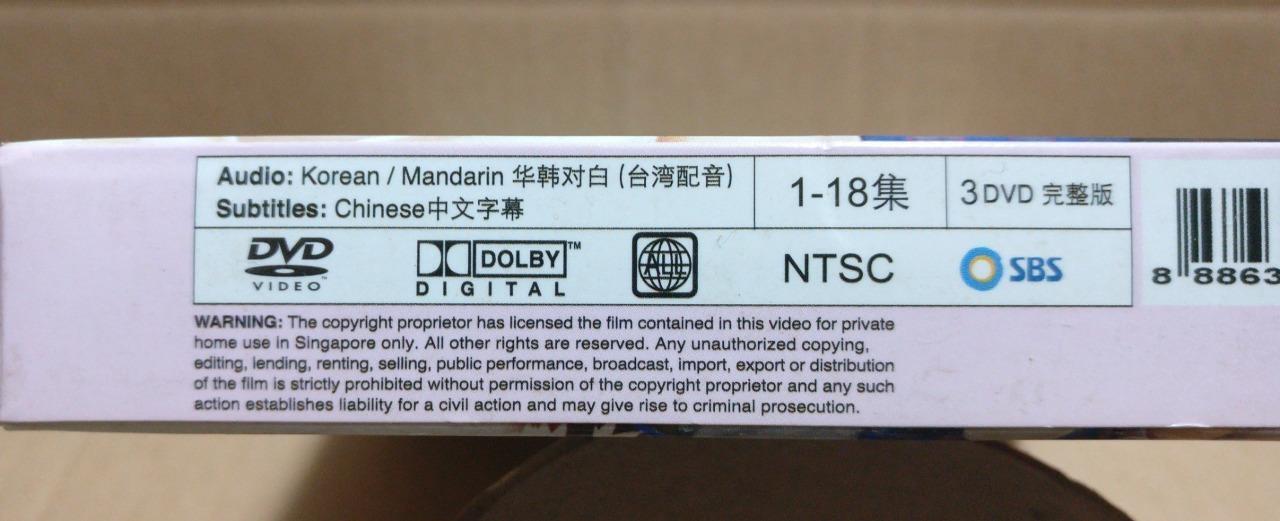 Audio: Korean / Mandarin 华韩对白 (台湾配音)
Subtitles: Chinese中文字幕
1-18集
3 DVD 完整版
DVD
VIDEO
DOLBY™
DIGITAL
ALL
NTSC
SBS
8 8863
WARNING: The copyright proprietor has licensed the film contained in this video for private
home use in Singapore only. All other rights are reserved. Any unauthorized copying,
editing, lending, renting, selling, public performance, broadcast, import, export or distribution
of the film is strictly prohibited without permission of the copyright proprietor and any such
action establishes liability for a civil action and may give rise to criminal prosecution.